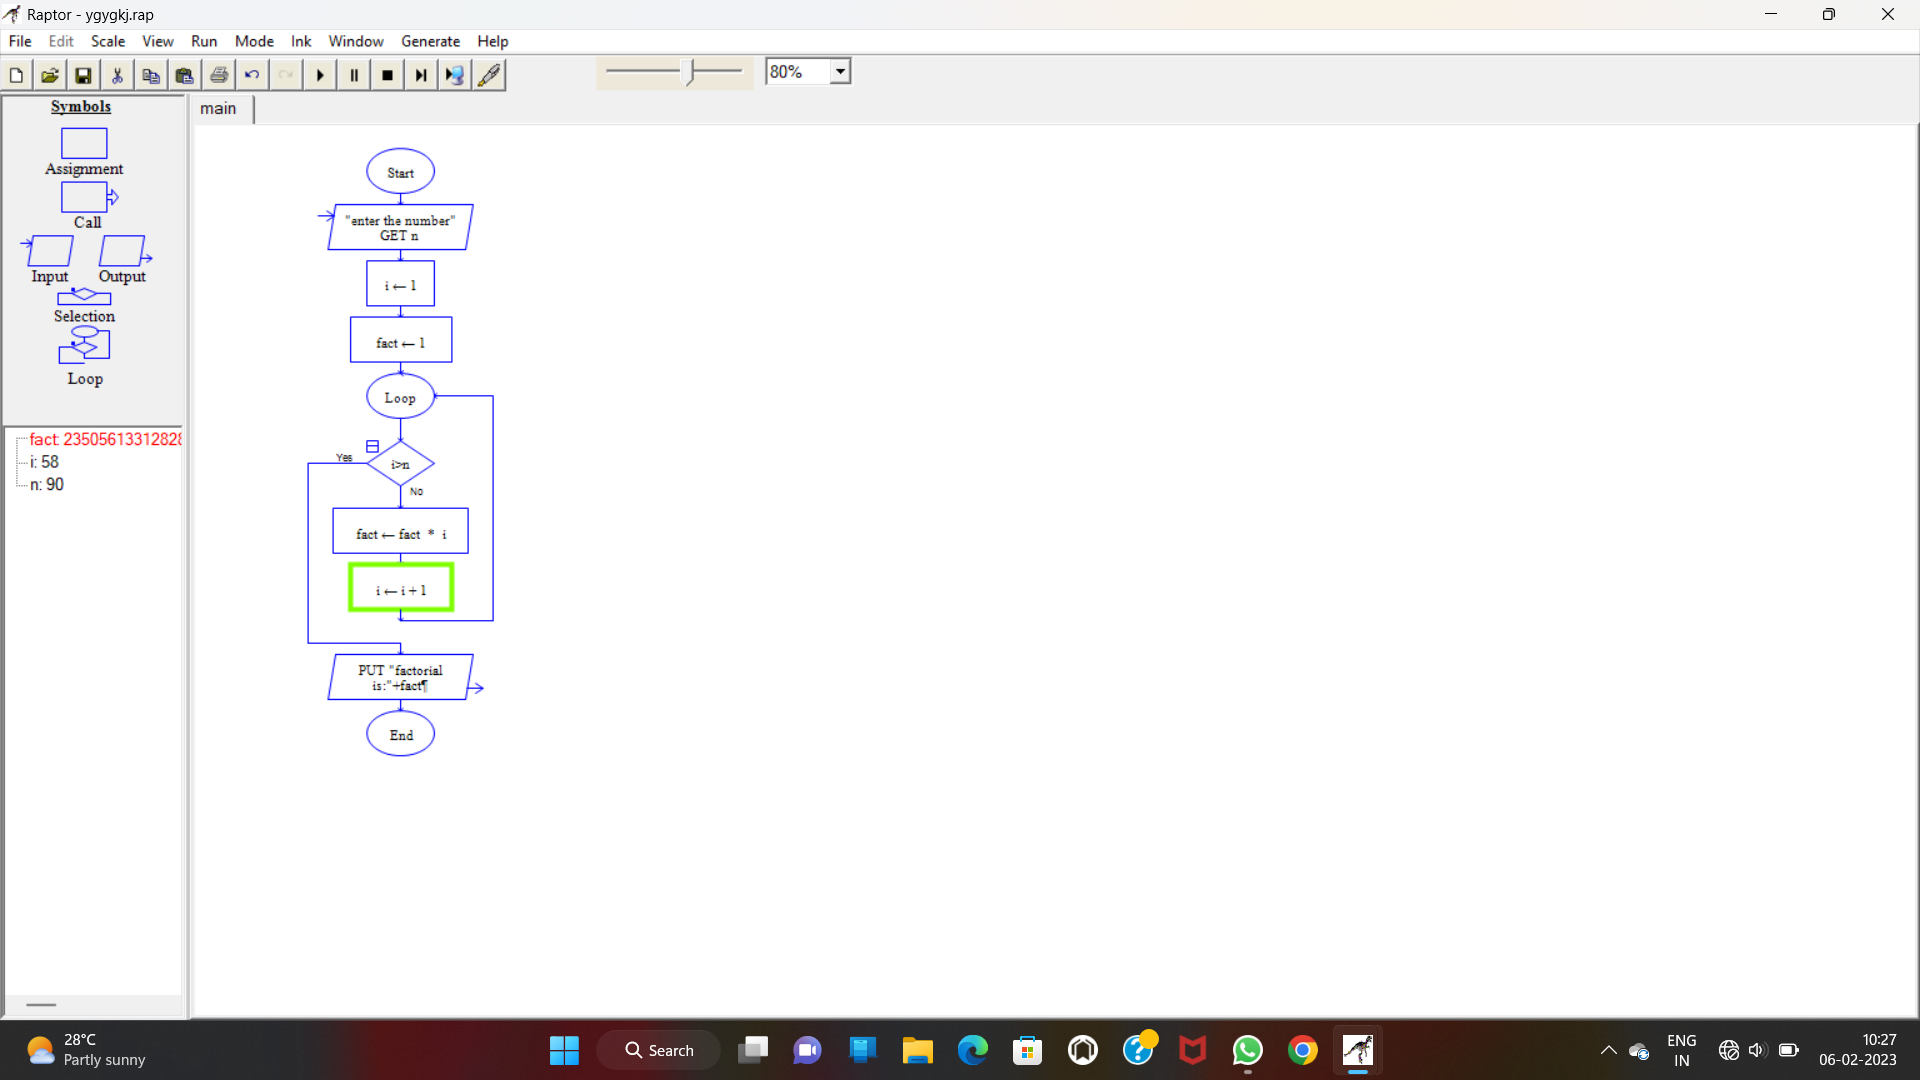 Raptor - ygygkj.rap
File Edit Scale View Run Mode Ink Window Generate Help
80%
Symbols
Assignment
Call
Input Output
Selection
Loop
fact: 2350561331282
i: 58
n: 90
main
Start
"enter the number"
GET n
i ← 1
fact ← 1
Loop
Yes
i>n
No
fact ← fact * i
i ← i + 1
PUT "factorial
is:"+fact¶
End
28°C
Partly sunny
Search
ENG
IN
10:27
06-02-2023